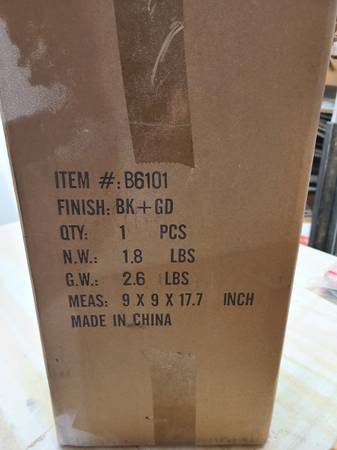 ITEM #: B6101
FINISH: BK+GD
QTY: 1 PCS
N.W.: 1.8 LBS
G.W.: 2.6 LBS
MEAS: 9 X 9 X 17.7 INCH
MADE IN CHINA